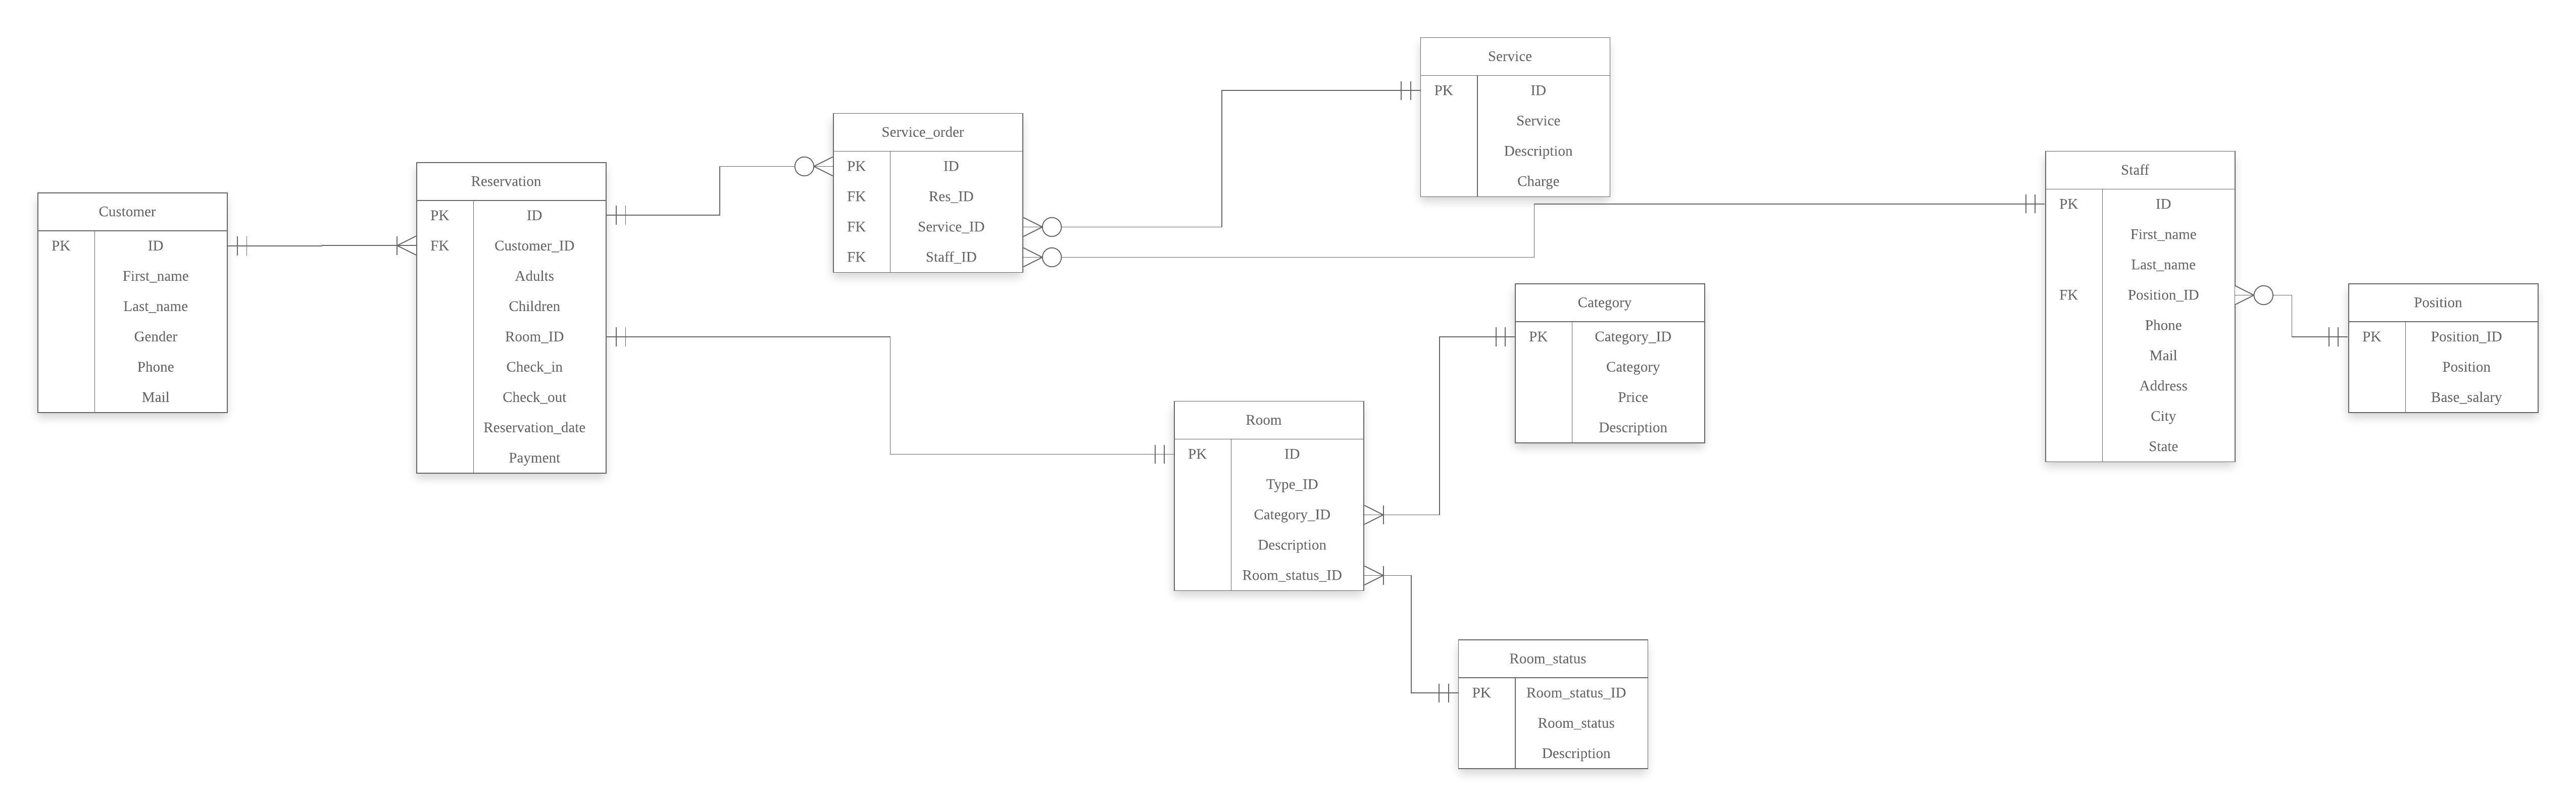 Customer
PK ID
First_name
Last_name
Gender
Phone
Mail
Reservation
PK ID
FK Customer_ID
Adults
Children
Room_ID
Check_in
Check_out
Reservation_date
Payment
Service_order
PK ID
FK Res_ID
FK Service_ID
FK Staff_ID
Service
PK ID
Service
Description
Charge
Category
PK Category_ID
Category
Price
Description
Room
PK ID
Type_ID
Category_ID
Description
Room_status_ID
Room_status
PK Room_status_ID
Room_status
Description
Staff
PK ID
First_name
Last_name
FK Position_ID
Phone
Mail
Address
City
State
Position
PK Position_ID
Position
Base_salary